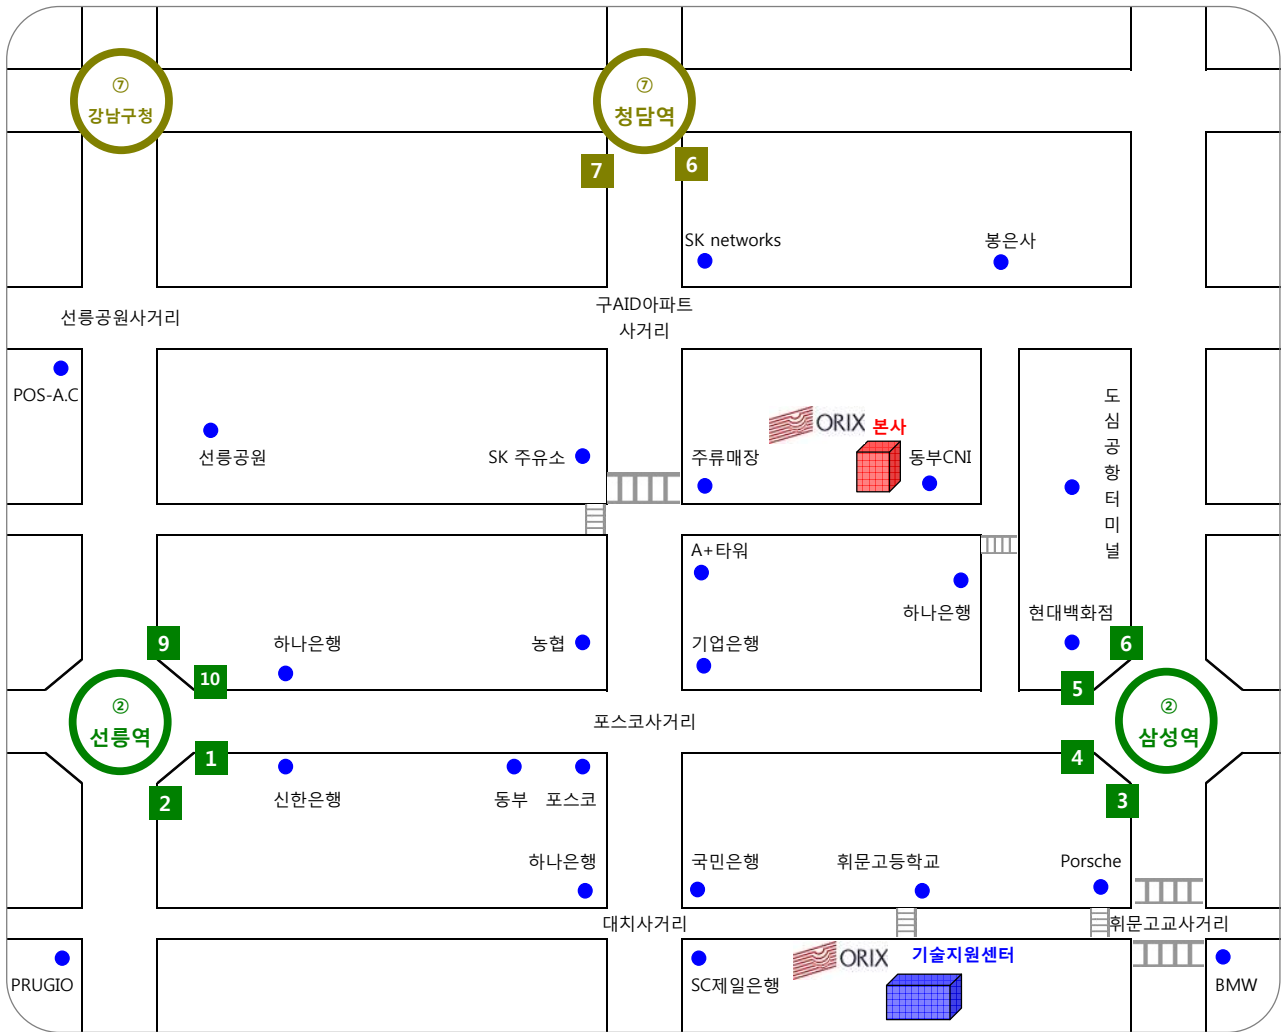 ⑦
강남구청
⑦
청담역
7
6
SK networks
봉은사
선릉공원사거리
구AID아파트
사거리
POS-A.C
선릉공원
SK 주유소
주류매장
ORIX 본사
동부CNI
도
심
공
항
터
미
널
A+타워
하나은행
현대백화점
9
10
하나은행
농협
기업은행
6
5
②
선릉역
포스코사거리
②
삼성역
1
2
신한은행
동부
포스코
4
3
하나은행
국민은행
휘문고등학교
Porsche
대치사거리
휘문고교사거리
PRUGIO
SC제일은행
ORIX 기술지원센터
BMW